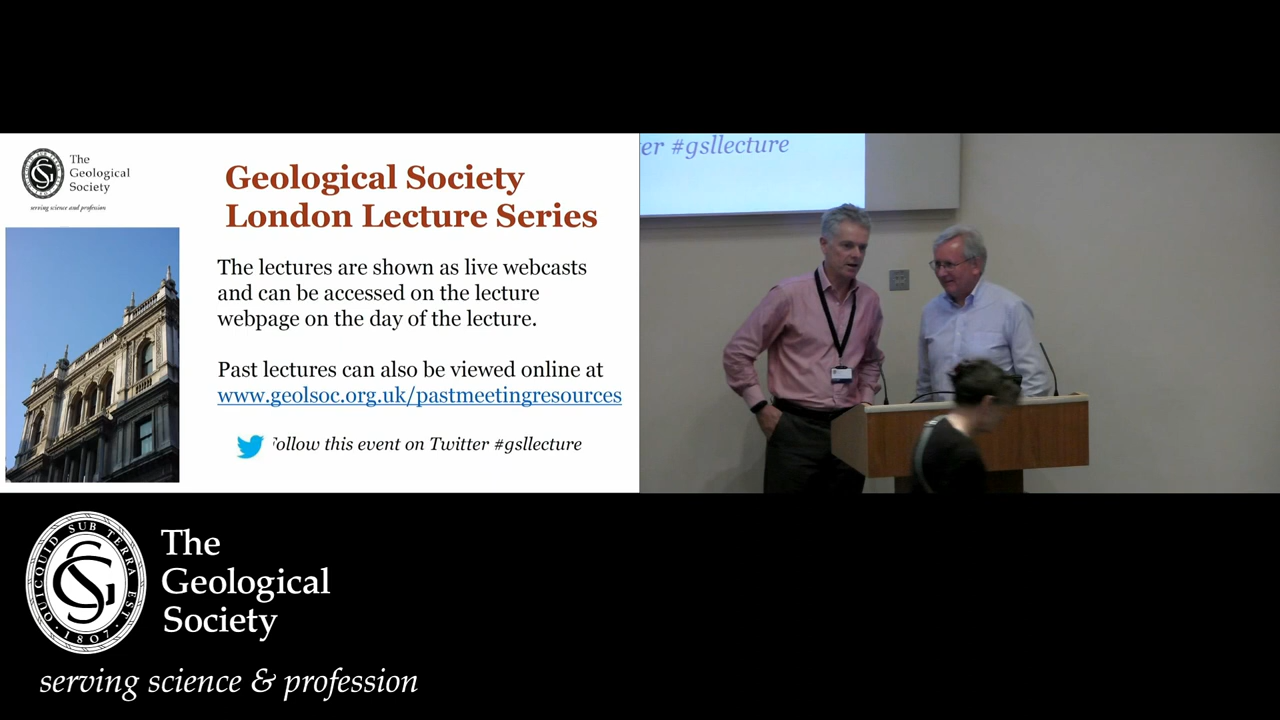 The
Geological
Society
serving science and profession
Geological Society
London Lecture Series
The lectures are shown as live webcasts
and can be accessed on the lecture
webpage on the day of the lecture.
Past lectures can also be viewed online at
www.geolsoc.org.uk/pastmeetingresources
follow this event on Twitter #gsllecture
er #gsllecture
QUICQUID SUB TERRA EST
1807
The
Geological
Society
serving science & profession